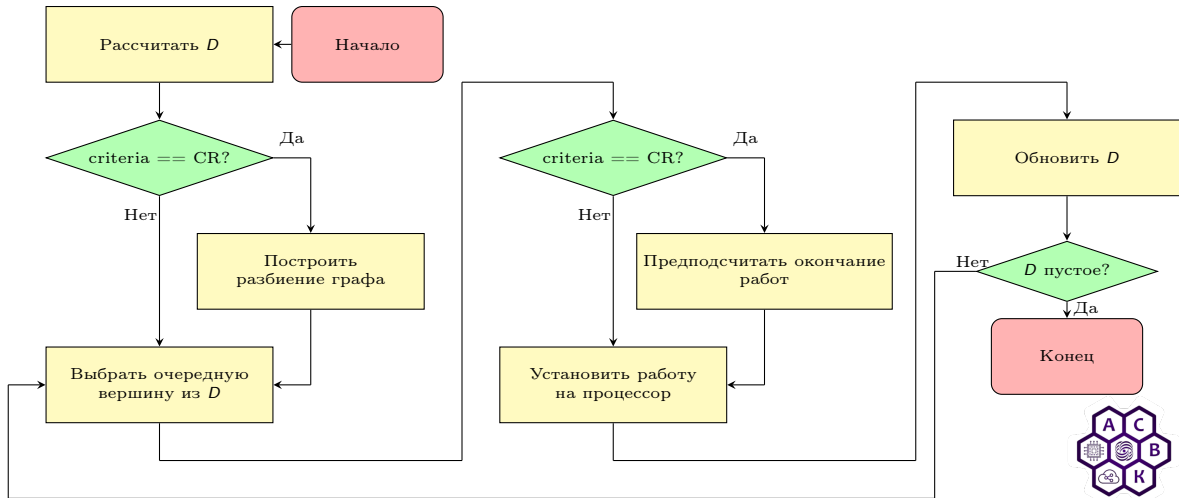 Рассчитать D
Начало
criteria == CR?
Да
Нет
Построить
разбиение графа
Выбрать очередную
вершину из D
criteria == CR?
Да
Нет
Предподсчитать окончание
работ
Установить работу
на процессор
Обновить D
D пустое?
Нет
Да
Конец
А С
В
К